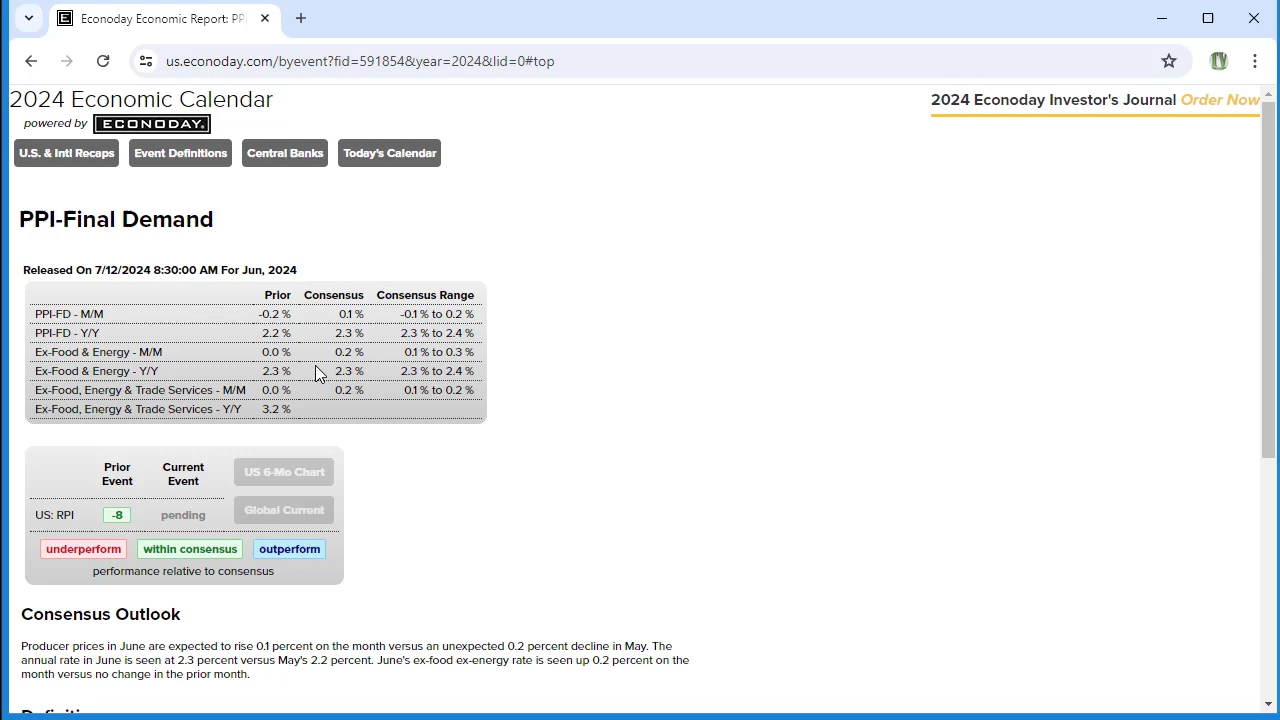 Econoday Economic Report: PP
us.econoday.com/byevent?fid=591854&year=2024&lid=0#top
2024 Economic Calendar
powered by ECONODAY.
2024 Econoday Investor's Journal Order Now
U.S. & Intl Recaps Event Definitions Central Banks Today's Calendar
PPI-Final Demand
Released On 7/12/2024 8:30:00 AM For Jun, 2024
Prior Consensus Consensus Range
PPI-FD - M/M -0.2 % 0.1 % -0.1 % to 0.2 %
PPI-FD - Y/Y 2.2 % 2.3 % 2.3 % to 2.4 %
Ex-Food & Energy - M/M 0.0 % 0.2 % 0.1 % to 0.3 %
Ex-Food & Energy - Y/Y 2.3 % 2.3 % 2.3 % to 2.4 %
Ex-Food, Energy & Trade Services - M/M 0.0 % 0.2 % 0.1 % to 0.2 %
Ex-Food, Energy & Trade Services - Y/Y 3.2 %
Prior Current
Event Event
US 6-Mo Chart
US: RPI -8 pending
Global Current
underperform within consensus outperform
performance relative to consensus
Consensus Outlook
Producer prices in June are expected to rise 0.1 percent on the month versus an unexpected 0.2 percent decline in May. The
annual rate in June is seen at 2.3 percent versus May's 2.2 percent. June's ex-food ex-energy rate is seen up 0.2 percent on the
month versus no change in the prior month.